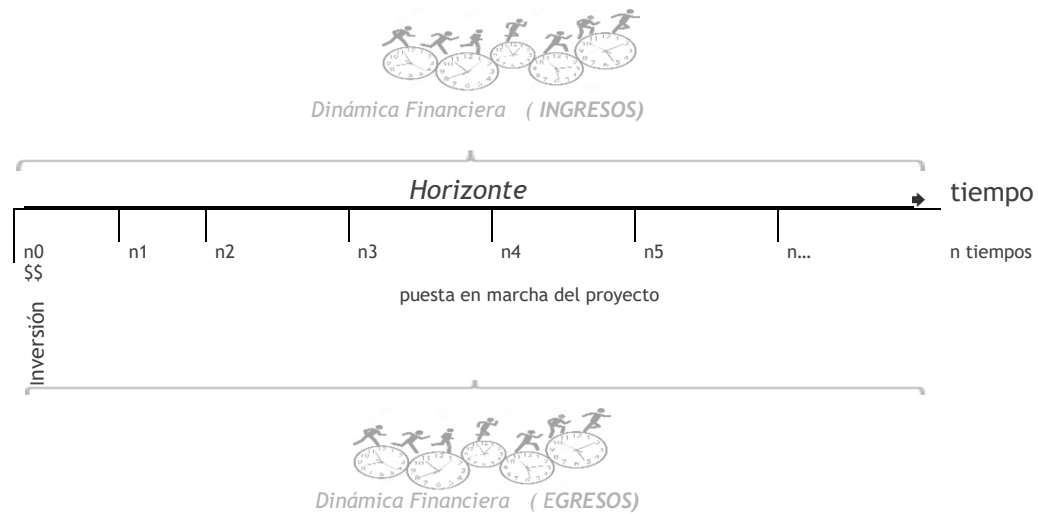 Dinámica Financiera ( INGRESOS)
Horizonte
tiempo
n0 n1 n2 n3 n4 n5 n... n tiempos
$$
puesta en marcha del proyecto
Inversión
Dinámica Financiera ( EGRESOS)